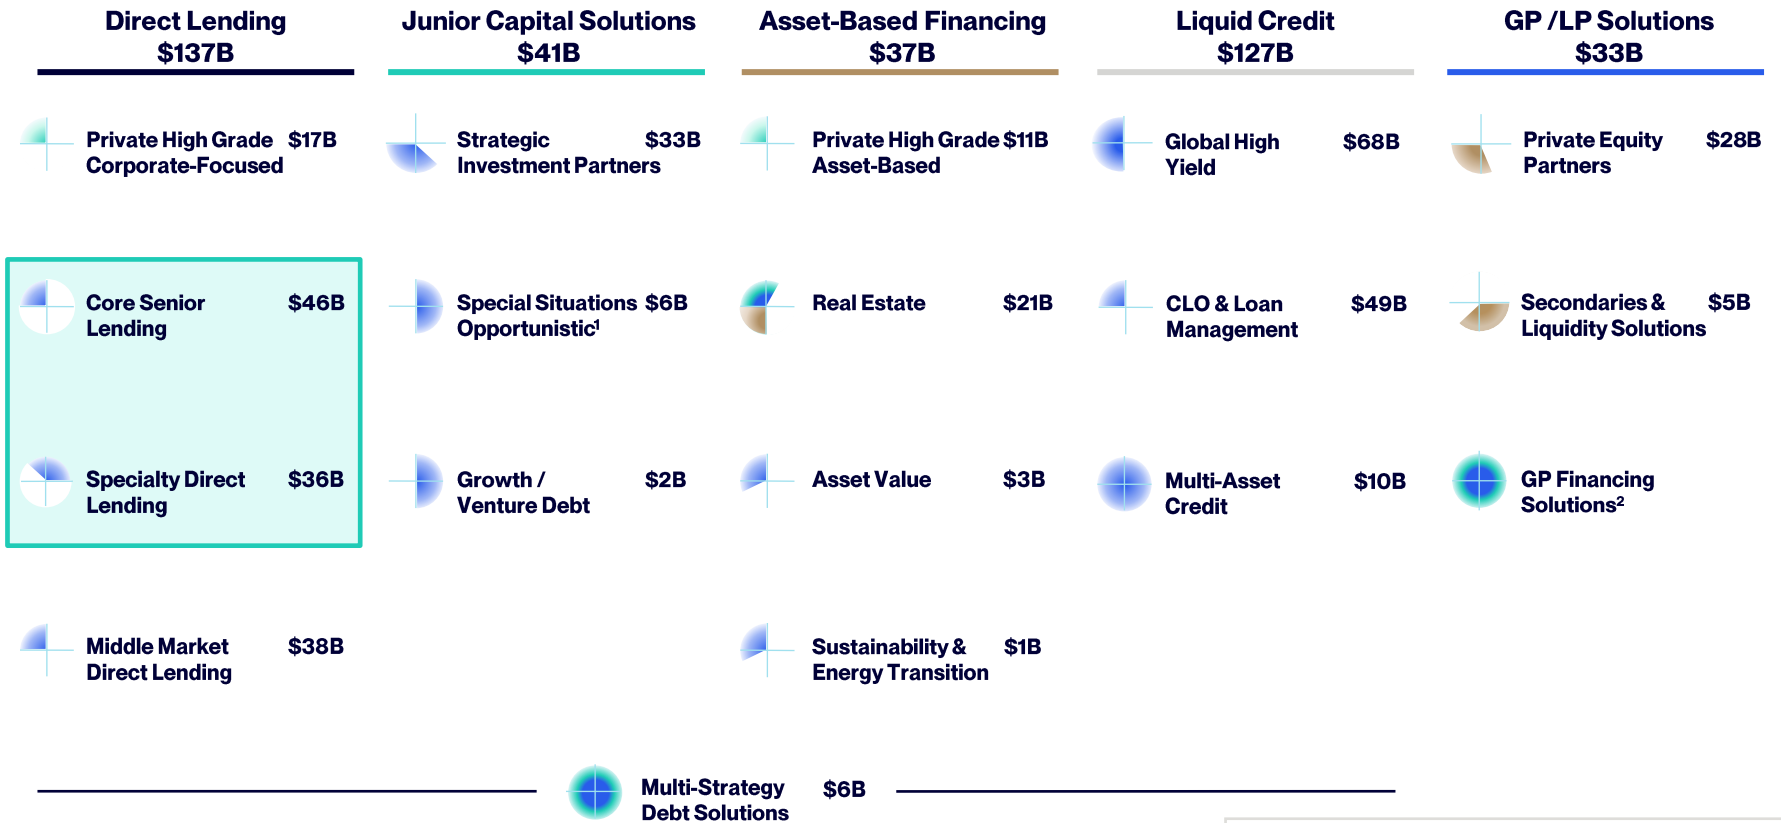 Direct Lending
$137B
Private High Grade $17B
Corporate-Focused
Core Senior $46B
Lending
Specialty Direct $36B
Lending
Middle Market $38B
Direct Lending
Junior Capital Solutions
$41B
Strategic $33B
Investment Partners
Special Situations $6B
Opportunistic¹
Growth / $2B
Venture Debt
Asset-Based Financing
$37B
Private High Grade $11B
Asset-Based
Real Estate $21B
Asset Value $3B
Sustainability & $1B
Energy Transition
Liquid Credit
$127B
Global High $68B
Yield
CLO & Loan $49B
Management
Multi-Asset $10B
Credit
GP /LP Solutions
$33B
Private Equity $28B
Partners
Secondaries & $5B
Liquidity Solutions
GP Financing
Solutions²
Multi-Strategy $6B
Debt Solutions